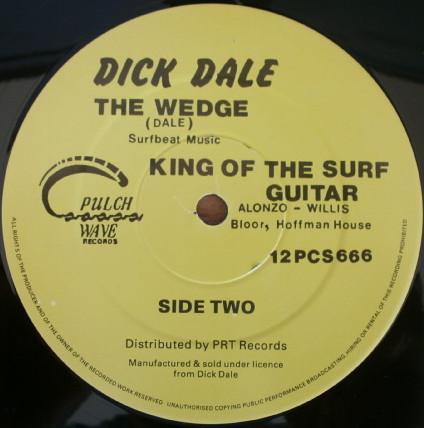 DICK DALE
THE WEDGE
(DALE)
Surfbeat Music
KING OF THE SURF
GUITAR
ALONZO - WILLIS
Bloor, Hoffman House
PULCH
WAVE
RECORDS
12PCS666
SIDE TWO
Distributed by PRT Records
Manufactured & sold under licence
from Dick Dale
ALL RIGHTS OF THE PRODUCER AND OF THE OWNER OF THE RECORDED WORK RESERVED · UNAUTHORISED COPYING PUBLIC PERFORMANCE BROADCASTING, HIRING OR RENTAL OF THIS RECORDING PROHIBITED